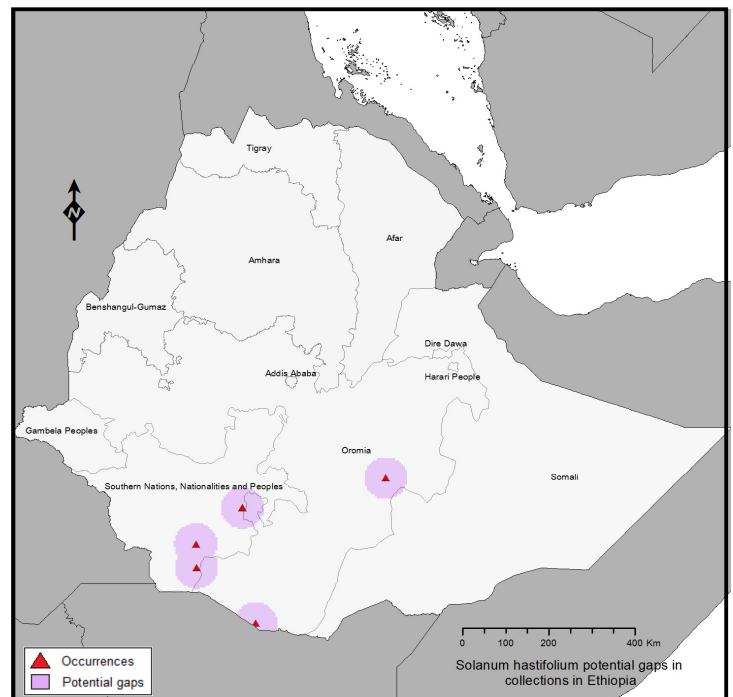 Tigray
Afar
Amhara
Benshangul-Gumaz
Dire Dawa
Addis Ababa
Harari People
Gambela Peoples
Oromia
Somali
Southern Nations, Nationalities and Peoples
N
0 100 200 400 Km
Occurrences
Potential gaps
Solanum hastifolium potential gaps in
collections in Ethiopia